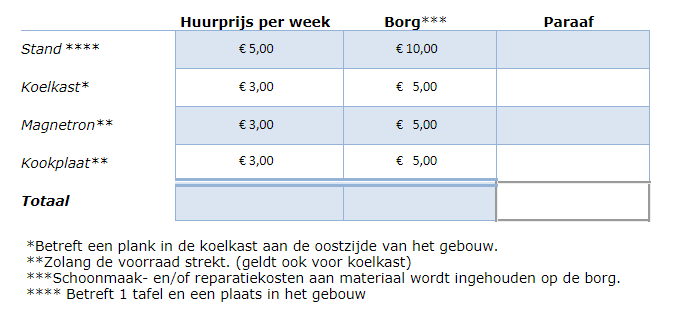 Huurprijs per week Borg*** Paraaf
Stand **** € 5,00 € 10,00
Koelkast* € 3,00 € 5,00
Magnetron** € 3,00 € 5,00
Kookplaat** € 3,00 € 5,00
Totaal
*Betreft een plank in de koelkast aan de oostzijde van het gebouw.
**Zolang de voorraad strekt. (geldt ook voor koelkast)
***Schoonmaak- en/of reparatiekosten aan materiaal wordt ingehouden op de borg.
**** Betreft 1 tafel en een plaats in het gebouw